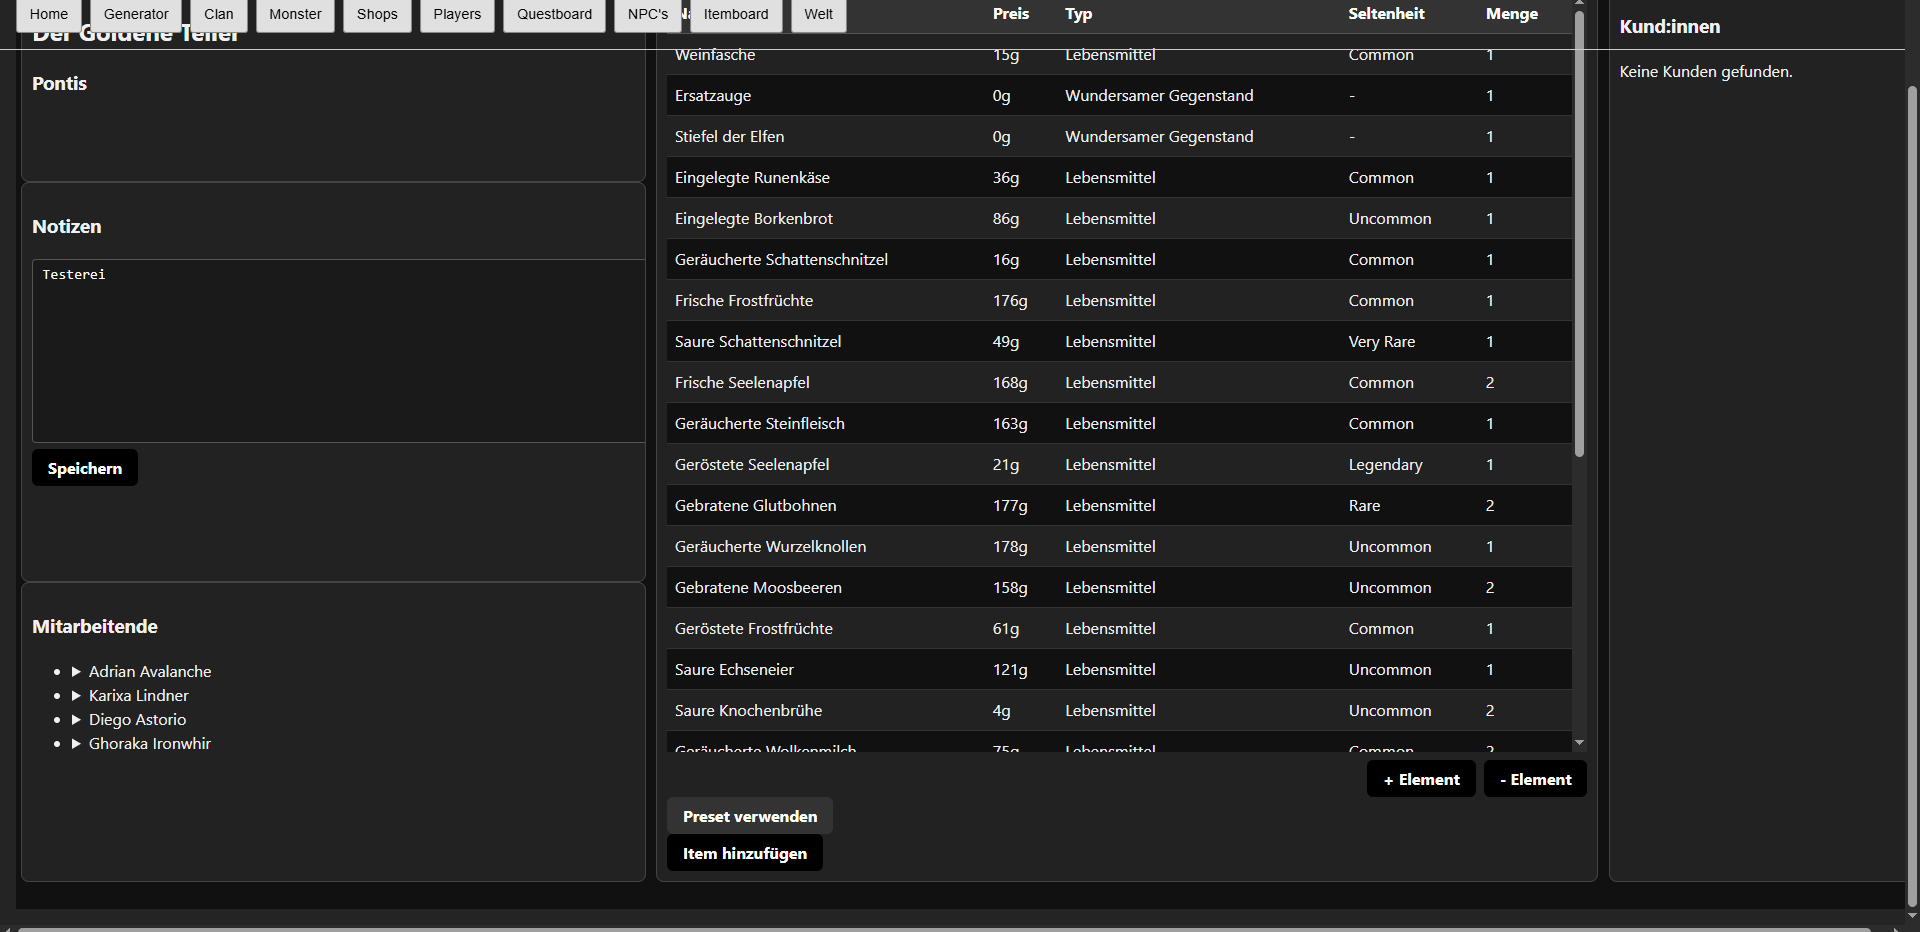 Home Generator Clan Monster Shops Players Questboard NPC's Itemboard Welt
Der Goldene Teller
Pontis
Notizen
Testerei
Speichern
Mitarbeitende
Adrian Avalanche
Karixa Lindner
Diego Astorio
Ghoraka Ironwhir
Preis Typ Seltenheit Menge
Weinfasche 15g Lebensmittel Common 1
Ersatzauge 0g Wundersamer Gegenstand - 1
Stiefel der Elfen 0g Wundersamer Gegenstand - 1
Eingelegte Runenkäse 36g Lebensmittel Common 1
Eingelegte Borkenbrot 86g Lebensmittel Uncommon 1
Geräucherte Schattenschnitzel 16g Lebensmittel Common 1
Frische Frostfrüchte 176g Lebensmittel Common 1
Saure Schattenschnitzel 49g Lebensmittel Very Rare 1
Frische Seelenapfel 168g Lebensmittel Common 2
Geräucherte Steinfleisch 163g Lebensmittel Common 1
Geröstete Seelenapfel 21g Lebensmittel Legendary 1
Gebratene Glutbohnen 177g Lebensmittel Rare 2
Geräucherte Wurzelknollen 178g Lebensmittel Uncommon 1
Gebratene Moosbeeren 158g Lebensmittel Uncommon 2
Geröstete Frostfrüchte 61g Lebensmittel Common 1
Saure Echseneier 121g Lebensmittel Uncommon 1
Saure Knochenbrühe 4g Lebensmittel Uncommon 2
Geräucherte Wolkenmilch 75g Lebensmittel Common 2
+ Element - Element
Preset verwenden
Item hinzufügen
Kund:innen
Keine Kunden gefunden.